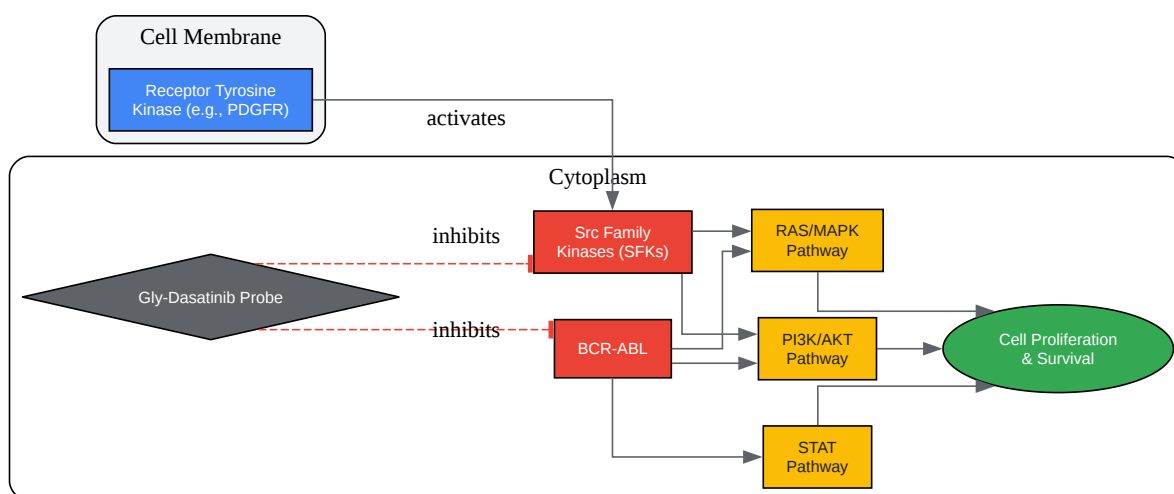 Cell Membrane
Receptor Tyrosine
Kinase (e.g., PDGFR)
activates
Cytoplasm
inhibits
Src Family
Kinases (SFKs)
RAS/MAPK
Pathway
Gly-Dasatinib Probe
inhibits
BCR-ABL
PI3K/AKT
Pathway
Cell Proliferation
& Survival
STAT
Pathway